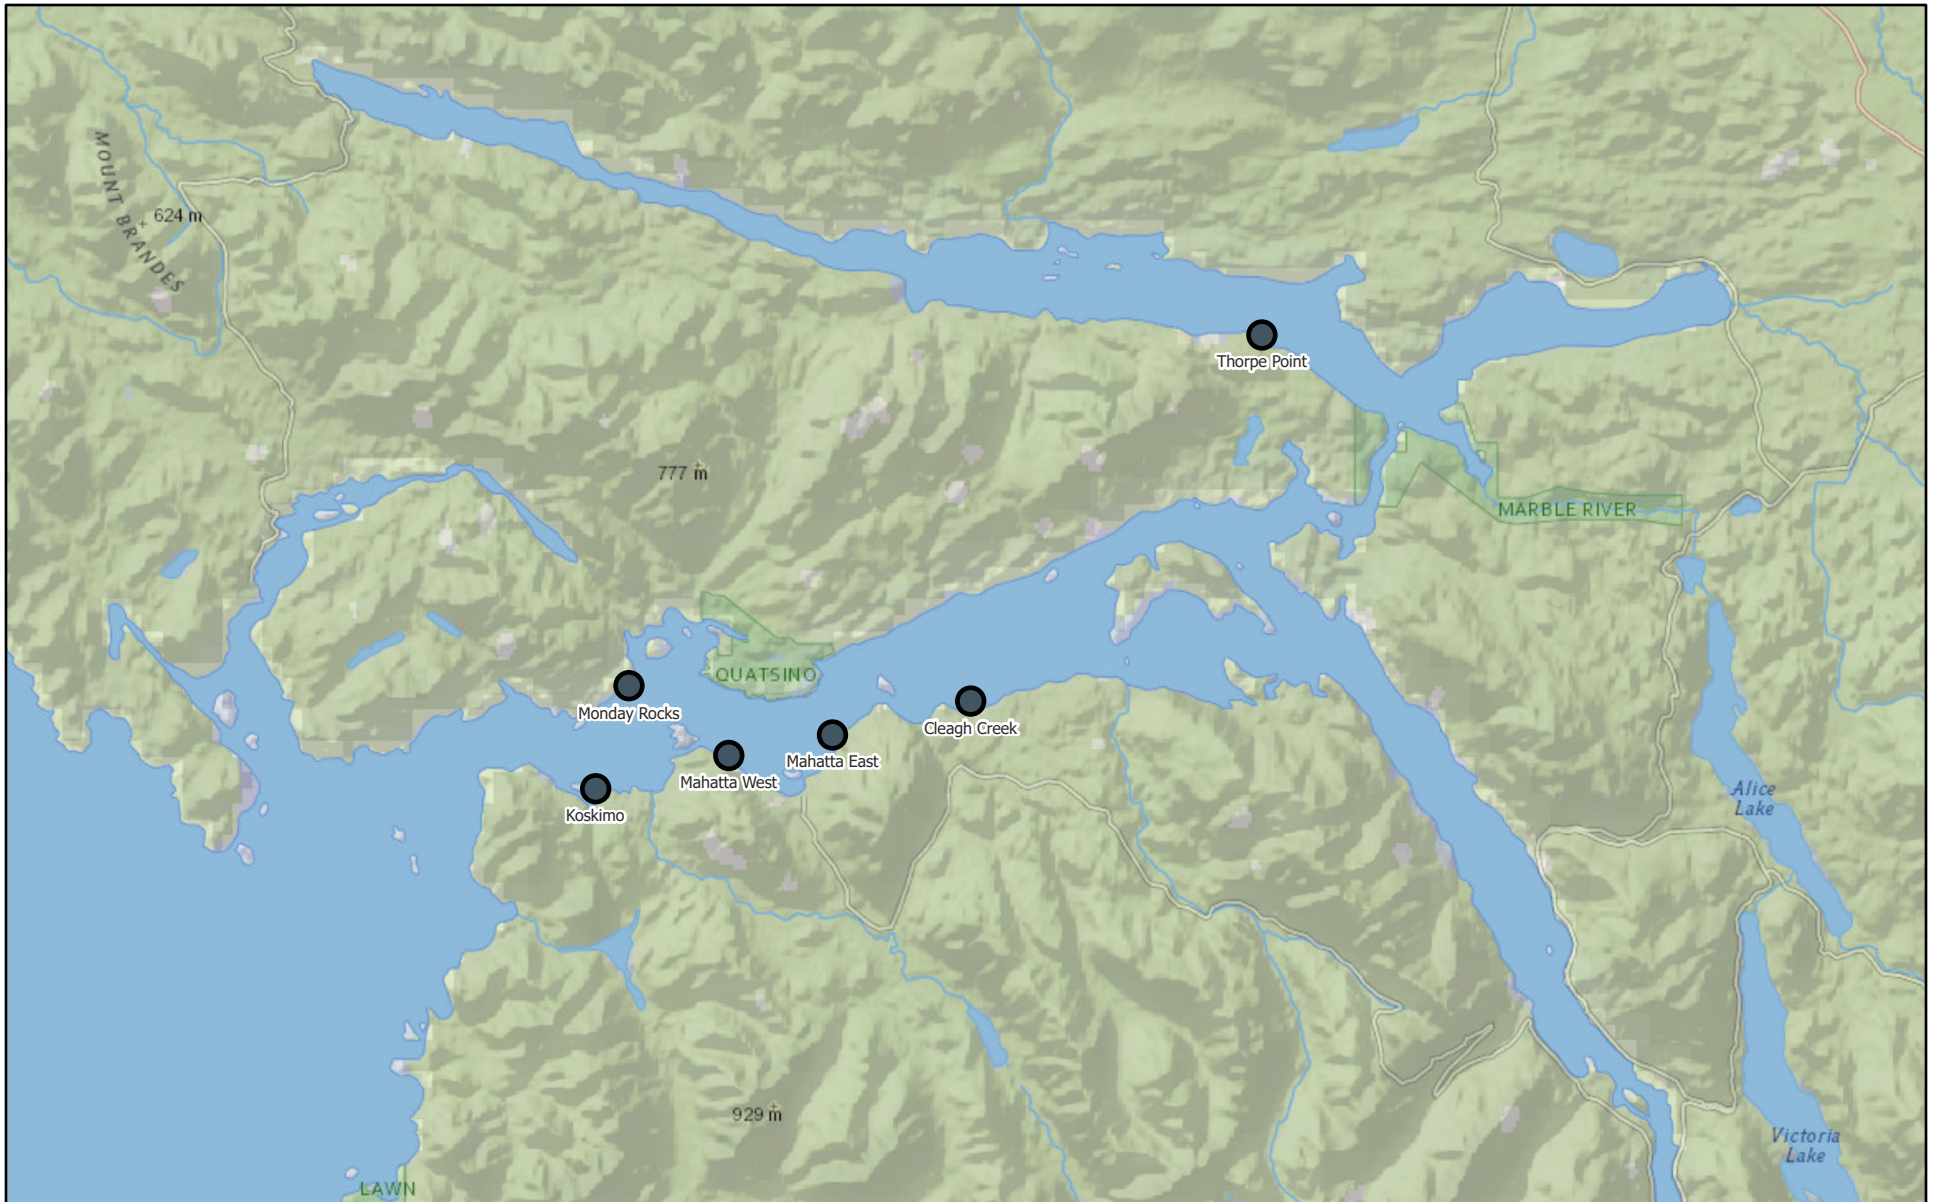 MOUNT BRANDES
624 m
Thorpe Point
777 m
MARBLE RIVER
QUATSINO
Monday Rocks
Cleagh Creek
Mahatta East
Mahatta West
Koskimo
Alice
Lake
929 m
Victoria
Lake
LAWN